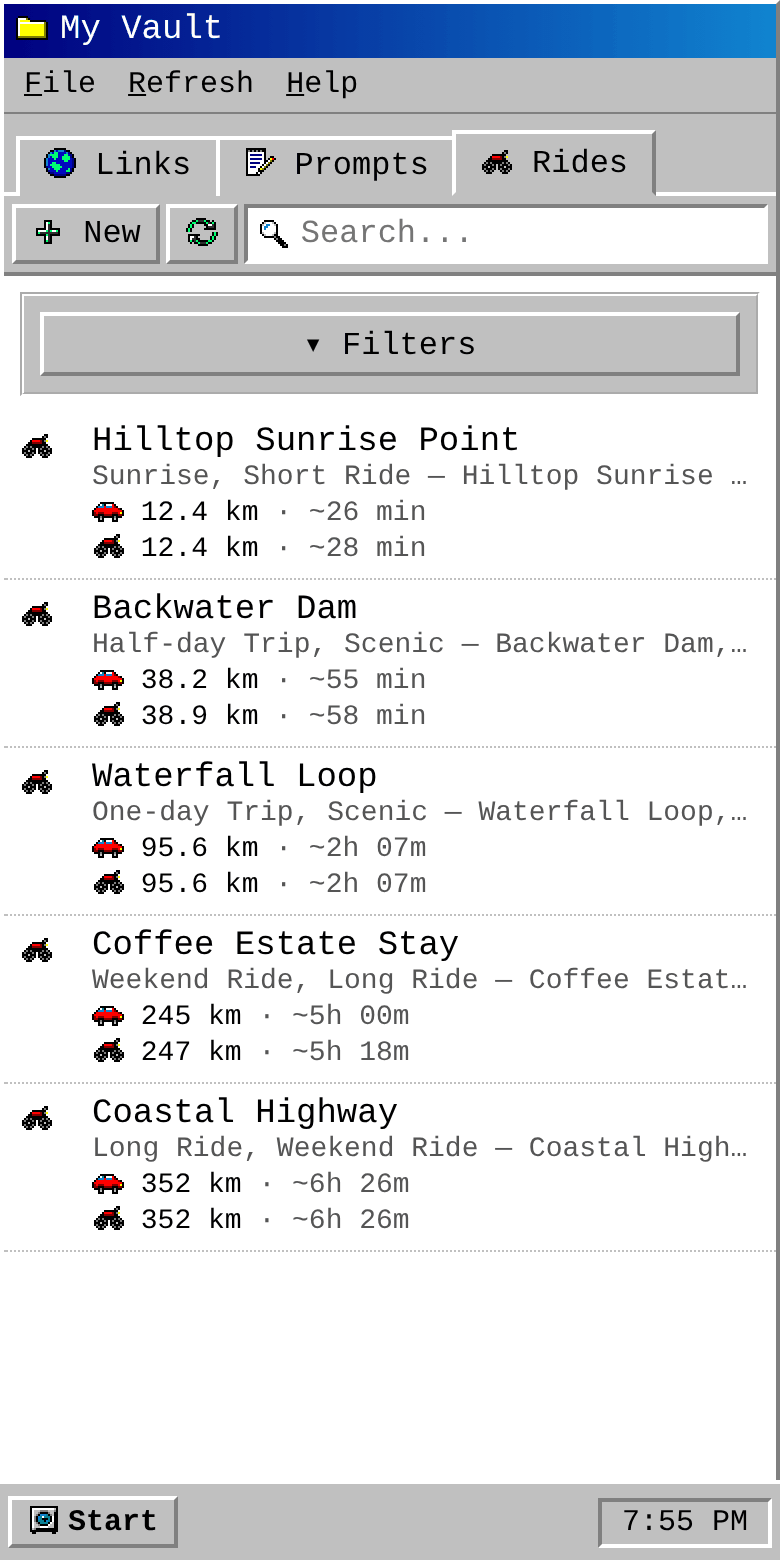 My Vault
File Refresh Help
Links Prompts Rides
New Search...
▾ Filters
Hilltop Sunrise Point
Sunrise, Short Ride — Hilltop Sunrise …
12.4 km · ~26 min
12.4 km · ~28 min
Backwater Dam
Half-day Trip, Scenic — Backwater Dam,…
38.2 km · ~55 min
38.9 km · ~58 min
Waterfall Loop
One-day Trip, Scenic — Waterfall Loop,…
95.6 km · ~2h 07m
95.6 km · ~2h 07m
Coffee Estate Stay
Weekend Ride, Long Ride — Coffee Estat…
245 km · ~5h 00m
247 km · ~5h 18m
Coastal Highway
Long Ride, Weekend Ride — Coastal High…
352 km · ~6h 26m
352 km · ~6h 26m
Start 7:55 PM